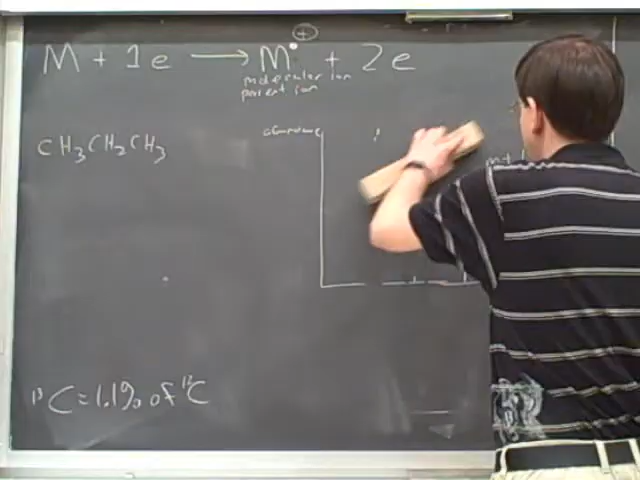 M + 1e ⟶ M⊕• + 2e
molecular ion
parent ion
CH₃CH₂CH₃
abundance
M+
¹³C = 1.1% of ¹²C